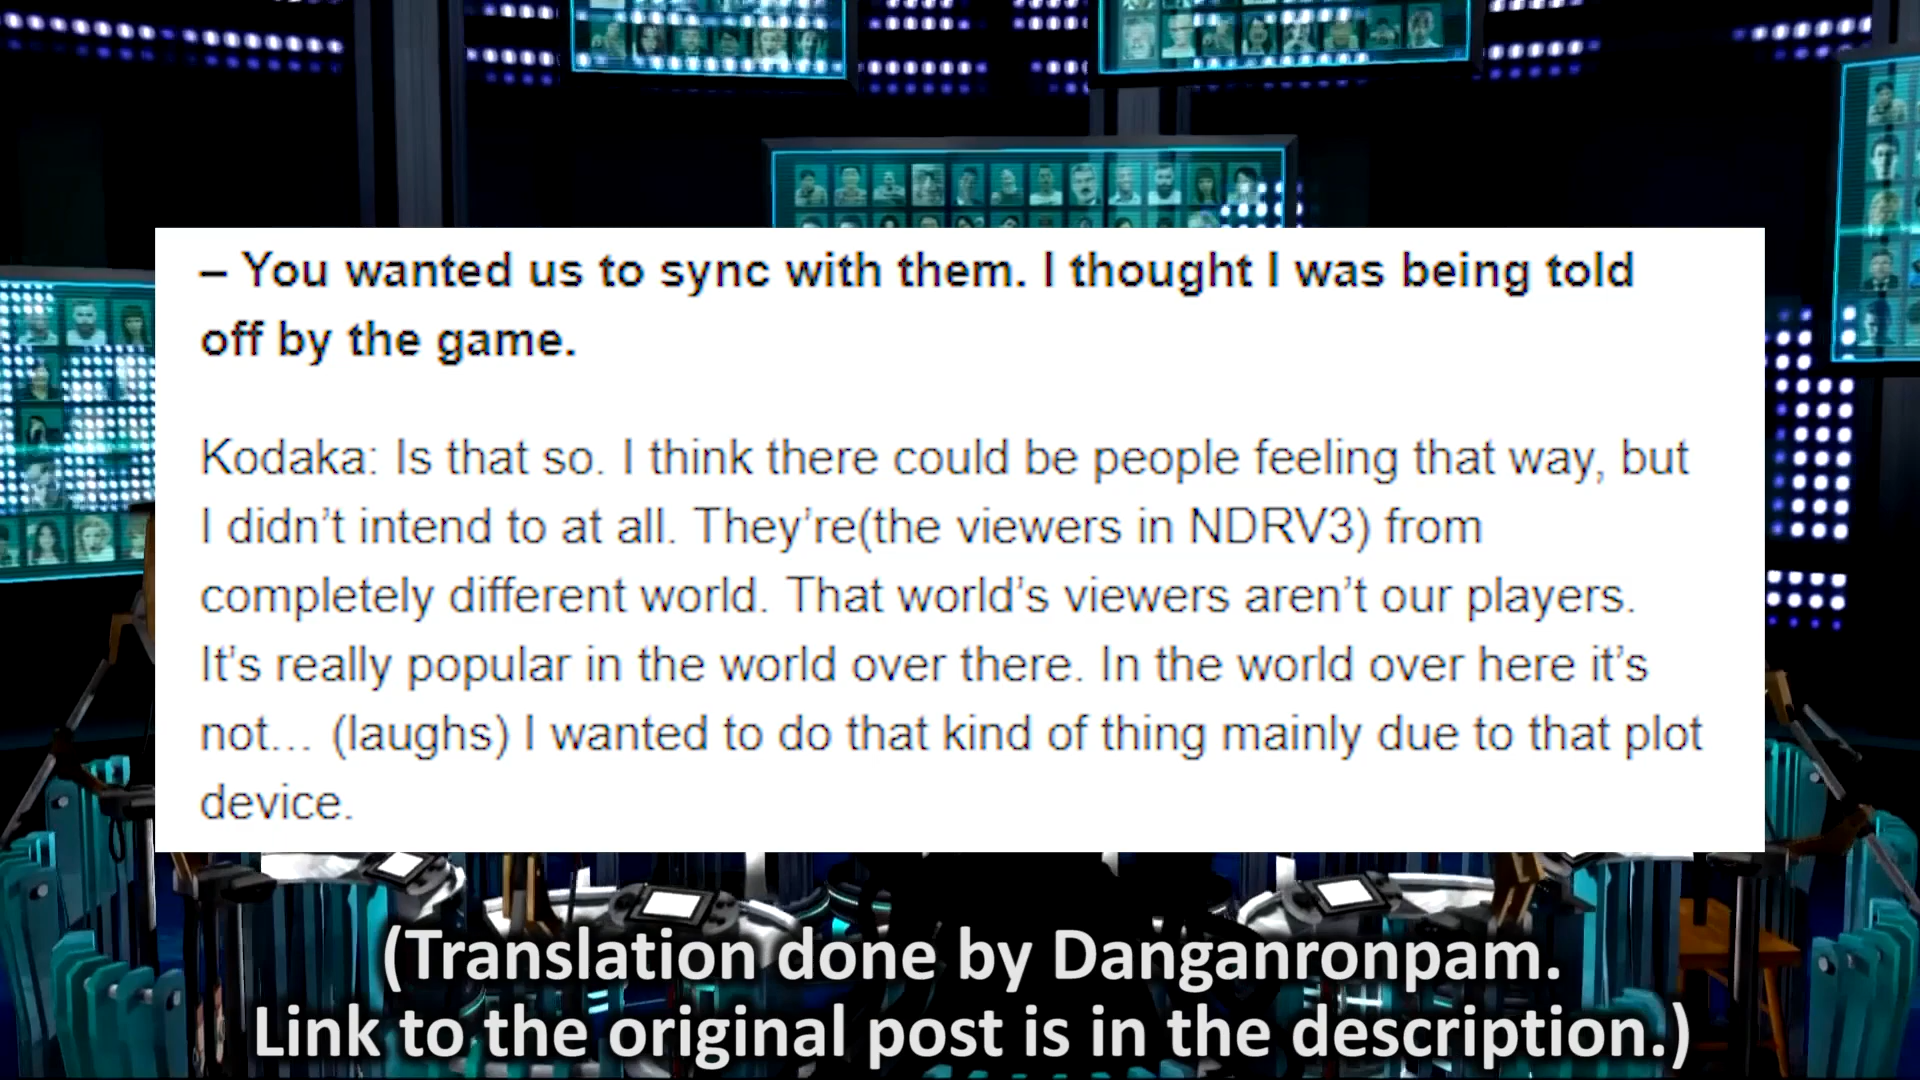 – You wanted us to sync with them. I thought I was being told
off by the game.
Kodaka: Is that so. I think there could be people feeling that way, but
I didn’t intend to at all. They’re(the viewers in NDRV3) from
completely different world. That world’s viewers aren’t our players.
It’s really popular in the world over there. In the world over here it’s
not… (laughs) I wanted to do that kind of thing mainly due to that plot
device.
(Translation done by Danganronpam.
Link to the original post is in the description.)